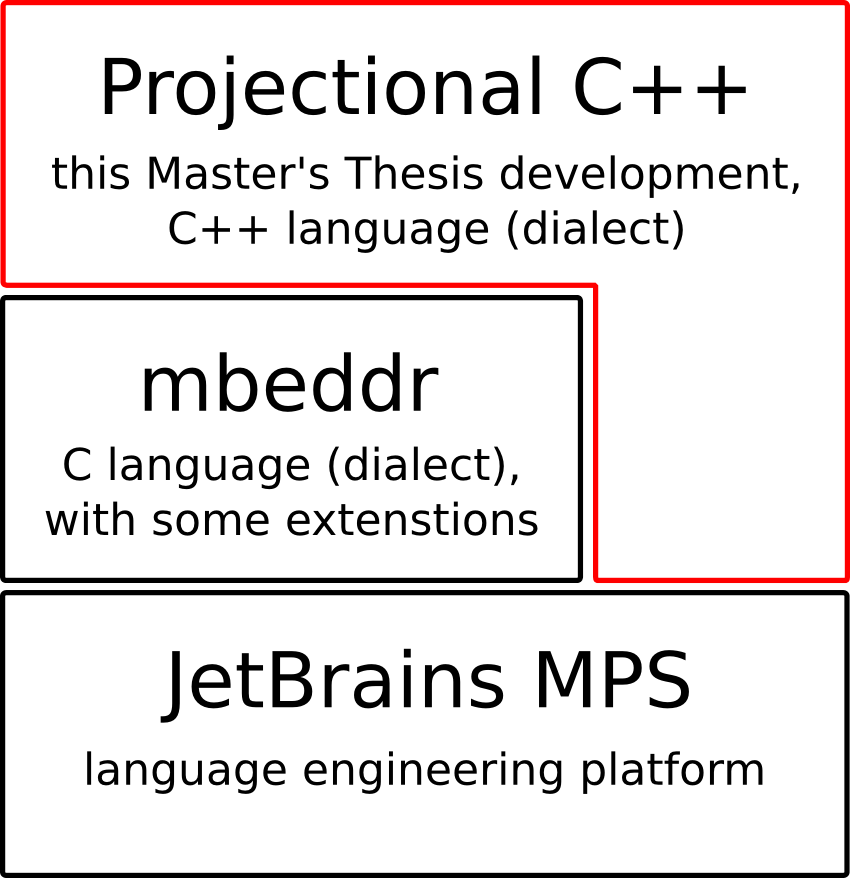 Projectional C++
this Master's Thesis development,
C++ language (dialect)
mbeddr
C language (dialect),
with some extenstions
JetBrains MPS
language engineering platform